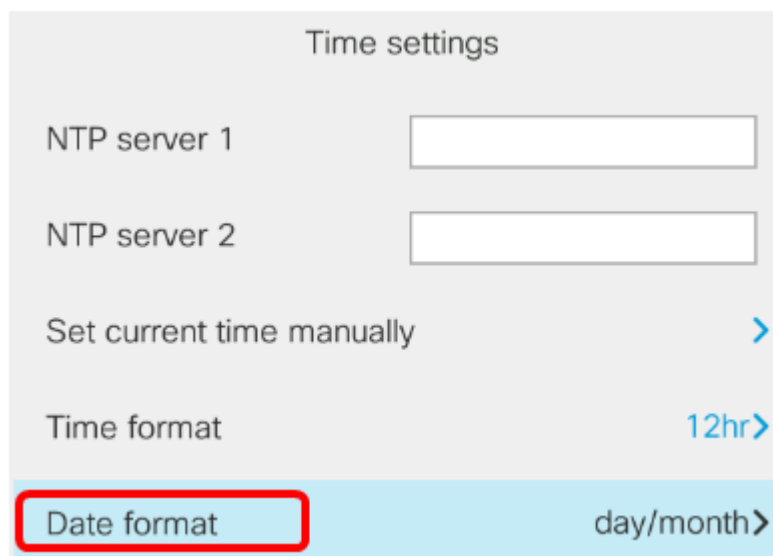 Time settings
NTP server 1
NTP server 2
Set current time manually
Time format 12hr
Date format day/month